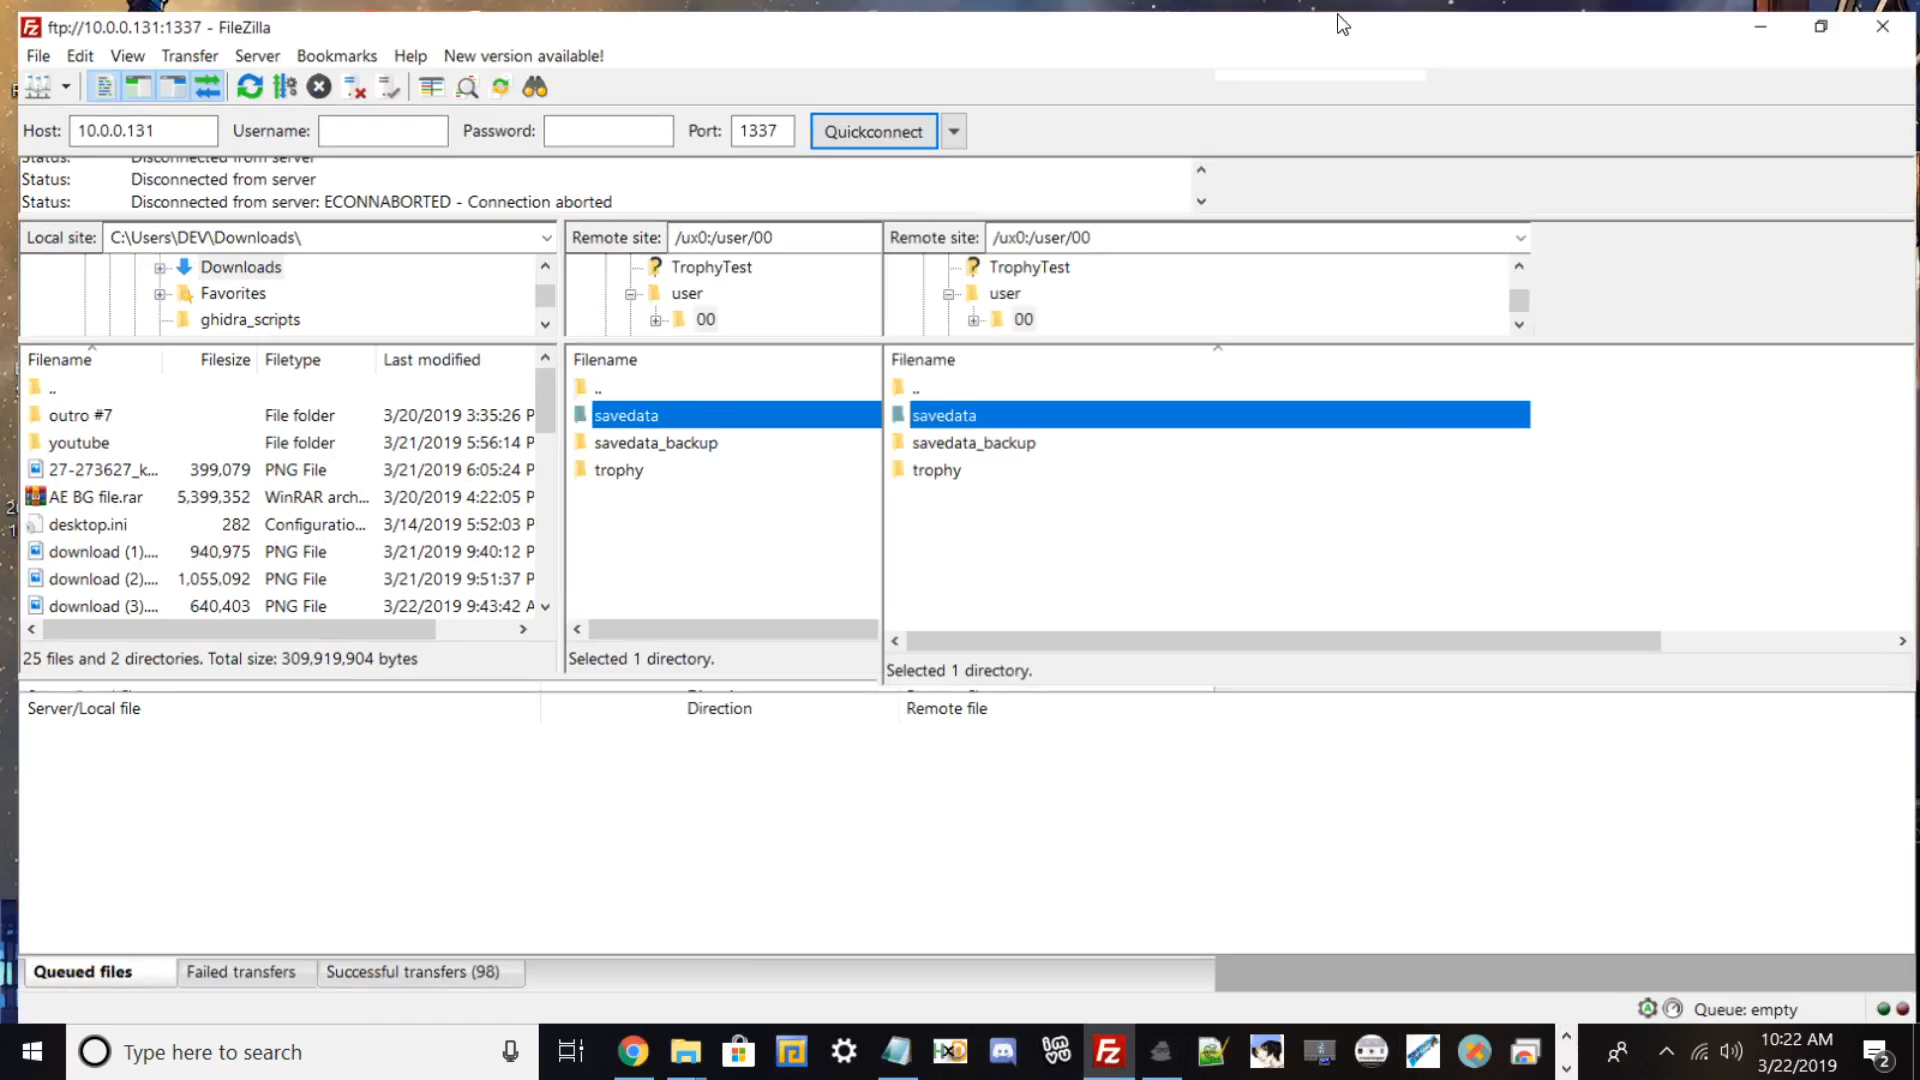 ftp://10.0.0.131:1337 - FileZilla
File Edit View Transfer Server Bookmarks Help New version available!
Host: 10.0.0.131 Username: Password: Port: 1337 Quickconnect
Status: Disconnected from server
Status: Disconnected from server
Status: Disconnected from server: ECONNABORTED - Connection aborted
Local site: C:\Users\DEV\Downloads\ Remote site: /ux0:/user/00 Remote site: /ux0:/user/00
Downloads TrophyTest TrophyTest
Favorites user user
ghidra_scripts 00 00
Filename Filesize Filetype Last modified Filename Filename
.. .. ..
outro #7 File folder 3/20/2019 3:35:26 P savedata savedata
youtube File folder 3/21/2019 5:56:14 P savedata_backup savedata_backup
27-273627_k... 399,079 PNG File 3/21/2019 6:05:24 P trophy trophy
AE BG file.rar 5,399,352 WinRAR arch... 3/20/2019 4:22:05 P
desktop.ini 282 Configuratio... 3/14/2019 5:52:03 P
download (1).... 940,975 PNG File 3/21/2019 9:40:12 P
download (2).... 1,055,092 PNG File 3/21/2019 9:51:37 P
download (3).... 640,403 PNG File 3/22/2019 9:43:42 A
25 files and 2 directories. Total size: 309,919,904 bytes Selected 1 directory. Selected 1 directory.
Server/Local file Direction Remote file
Queued files Failed transfers Successful transfers (98)
Queue: empty
Type here to search 10:22 AM
3/22/2019 2